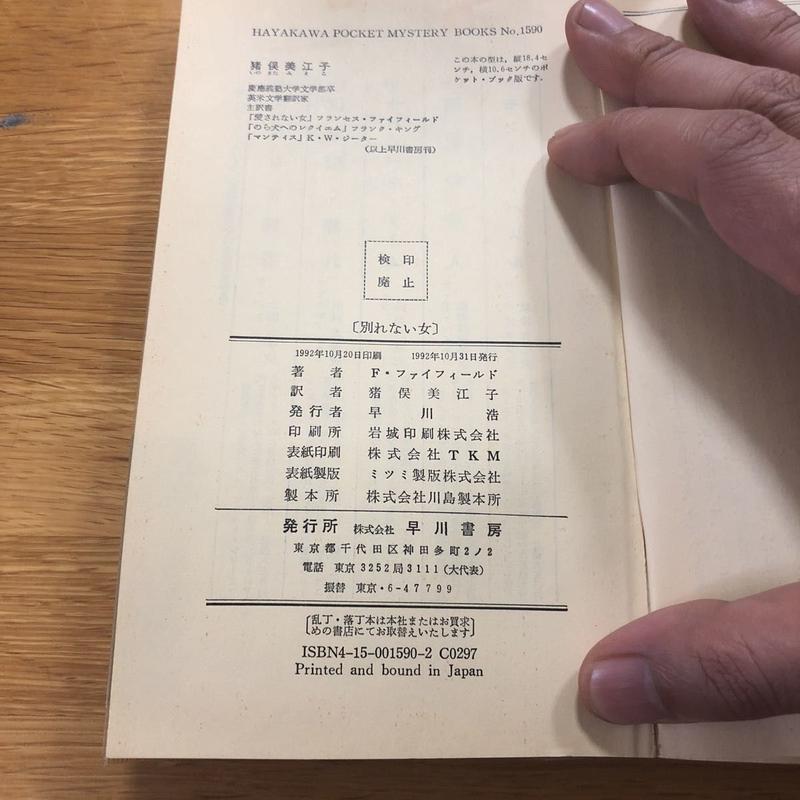 HAYAKAWA POCKET MYSTERY BOOKS No.1590
猪俣美江子
いのまたみえこ
慶應義塾大学文学部卒
英米文学翻訳家
主訳書
『愛されない女』フランセス・ファイフィールド
『のら犬へのレクイエム』フランク・キング
『マンティス』K・W・ジーター
(以上早川書房刊)
この本の型は，縦18.4セ
ンチ，横10.6センチのポ
ケット・ブック版です．
検印
廃止
〔別れない女〕
1992年10月20日印刷 1992年10月31日発行
著者 F・ファイフィールド
訳者 猪俣美江子
発行者 早川浩
印刷所 岩城印刷株式会社
表紙印刷 株式会社TKM
表紙製版 ミツミ製版株式会社
製本所 株式会社川島製本所
発行所 株式会社 早川書房
東京都千代田区神田多町2ノ2
電話 東京 3252局3111(大代表)
振替 東京・6-47799
乱丁・落丁本は本社またはお買求
めの書店にてお取替えいたします
ISBN4-15-001590-2 C0297
Printed and bound in Japan